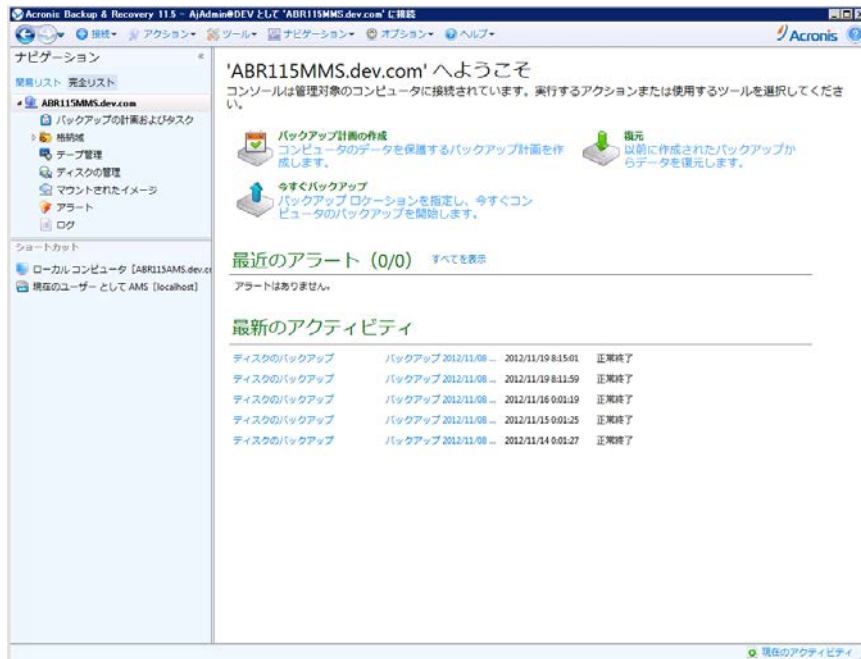 Acronis Backup & Recovery 11.5 - AjAdmin@DEV として 'ABR115MMS.dev.com' に接続
接続 アクション ツール ナビゲーション オプション ヘルプ Acronis
ナビゲーション
簡易リスト 完全リスト
ABR115MMS.dev.com
バックアップの計画およびタスク
格納域
テープ管理
ディスクの管理
マウントされたイメージ
アラート
ログ
ショートカット
ローカル コンピュータ [ABR115AMS.dev.c
現在のユーザー として AMS [localhost]
'ABR115MMS.dev.com' へようこそ
コンソールは管理対象のコンピュータに接続されています。実行するアクションまたは使用するツールを選択してくださ
い。
バックアップ計画の作成
コンピュータのデータを保護するバックアップ計画を作
成します。
復元
以前に作成されたバックアップか
らデータを復元します。
今すぐバックアップ
バックアップ ロケーションを指定し、今すぐコン
ピュータのバックアップを開始します。
最近のアラート (0/0) すべてを表示
アラートはありません。
最新のアクティビティ
ディスクのバックアップ バックアップ 2012/11/08 ... 2012/11/19 8:15:01 正常終了
ディスクのバックアップ バックアップ 2012/11/08 ... 2012/11/19 8:11:59 正常終了
ディスクのバックアップ バックアップ 2012/11/08 ... 2012/11/16 0:01:19 正常終了
ディスクのバックアップ バックアップ 2012/11/08 ... 2012/11/15 0:01:25 正常終了
ディスクのバックアップ バックアップ 2012/11/08 ... 2012/11/14 0:01:27 正常終了
現在のアクティビティ